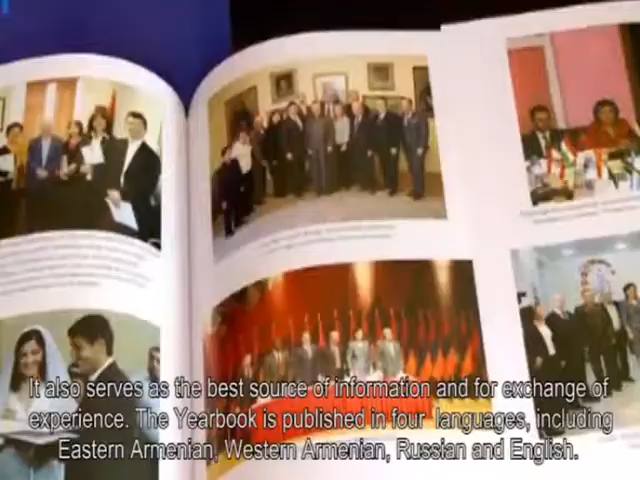 It also serves as the best source of information and for exchange of
experience. The Yearbook is published in four languages, including
Eastern Armenian, Western Armenian, Russian and English.